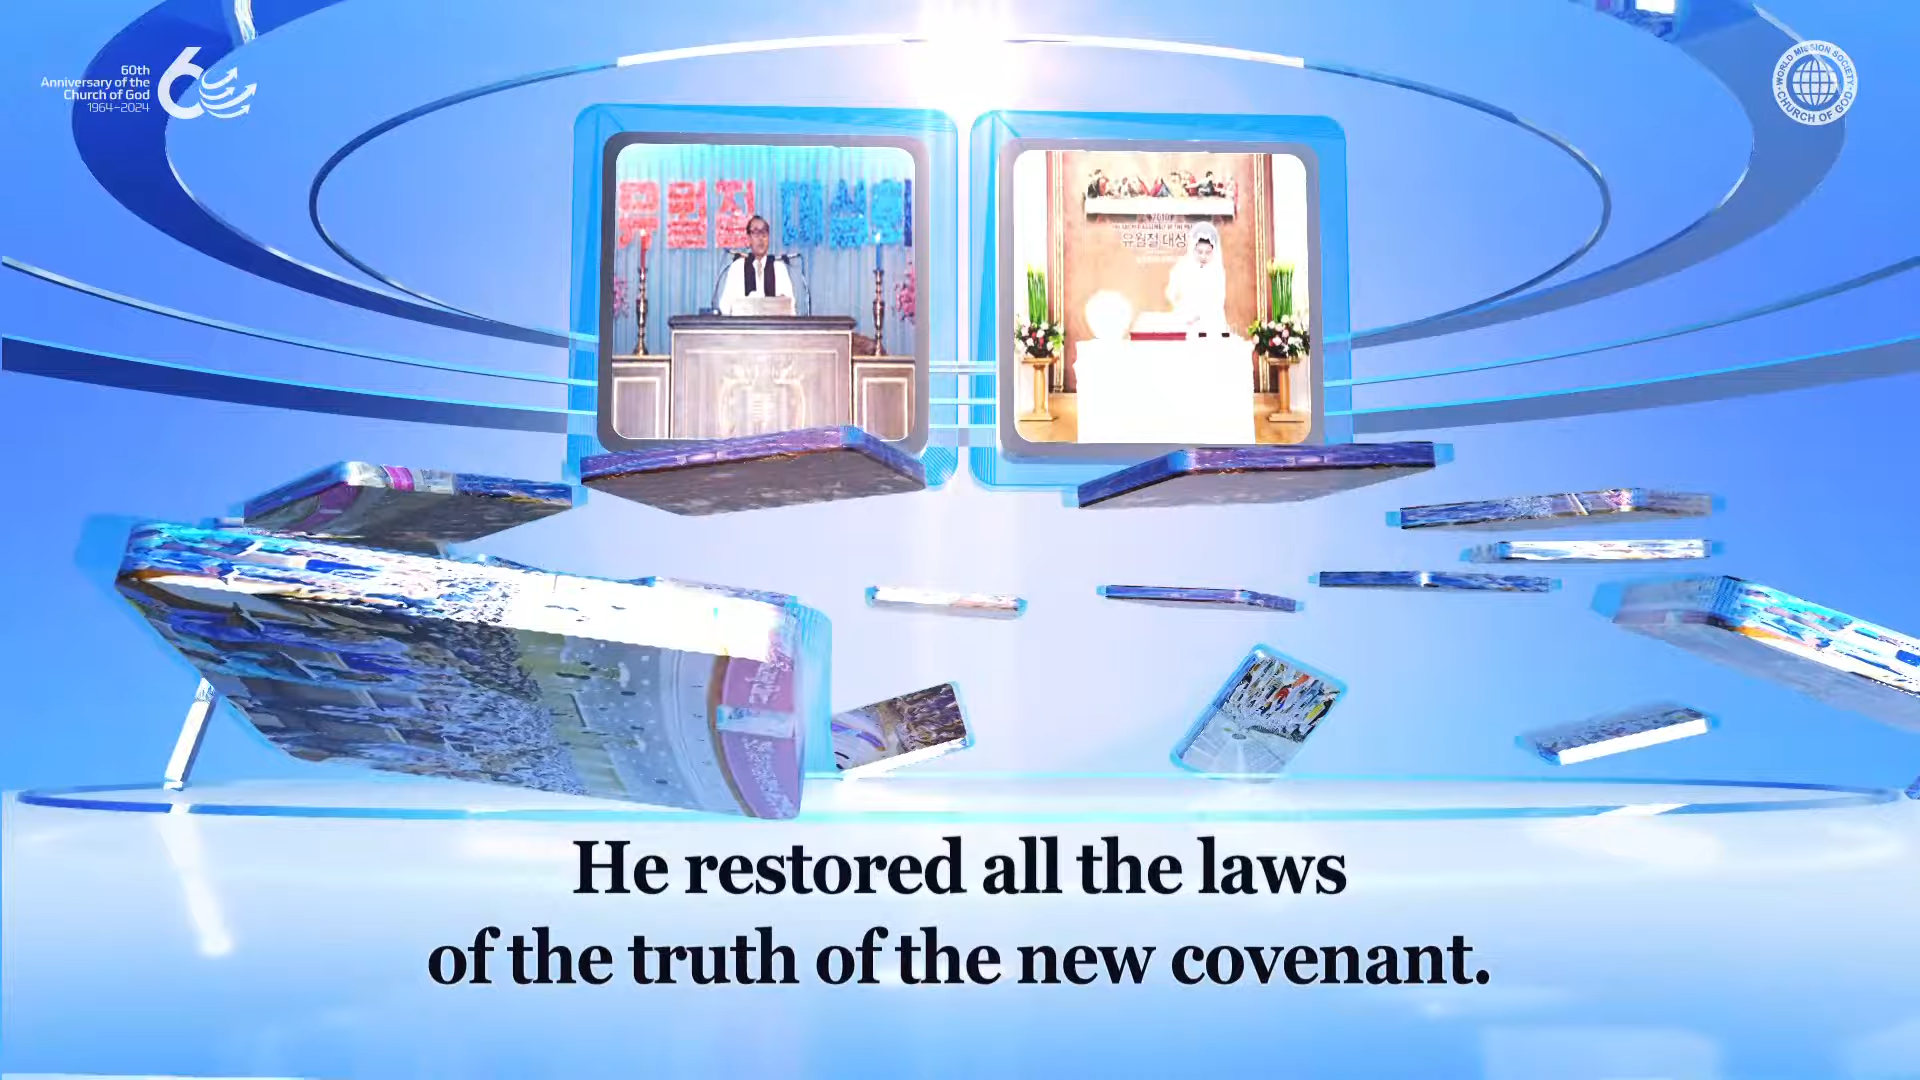 60th
Anniversary of the
Church of God
1964–2024
60
WORLD MISSION SOCIETY
CHURCH OF GOD
유월절 대성회
2010
유월절 대성
He restored all the laws
of the truth of the new covenant.